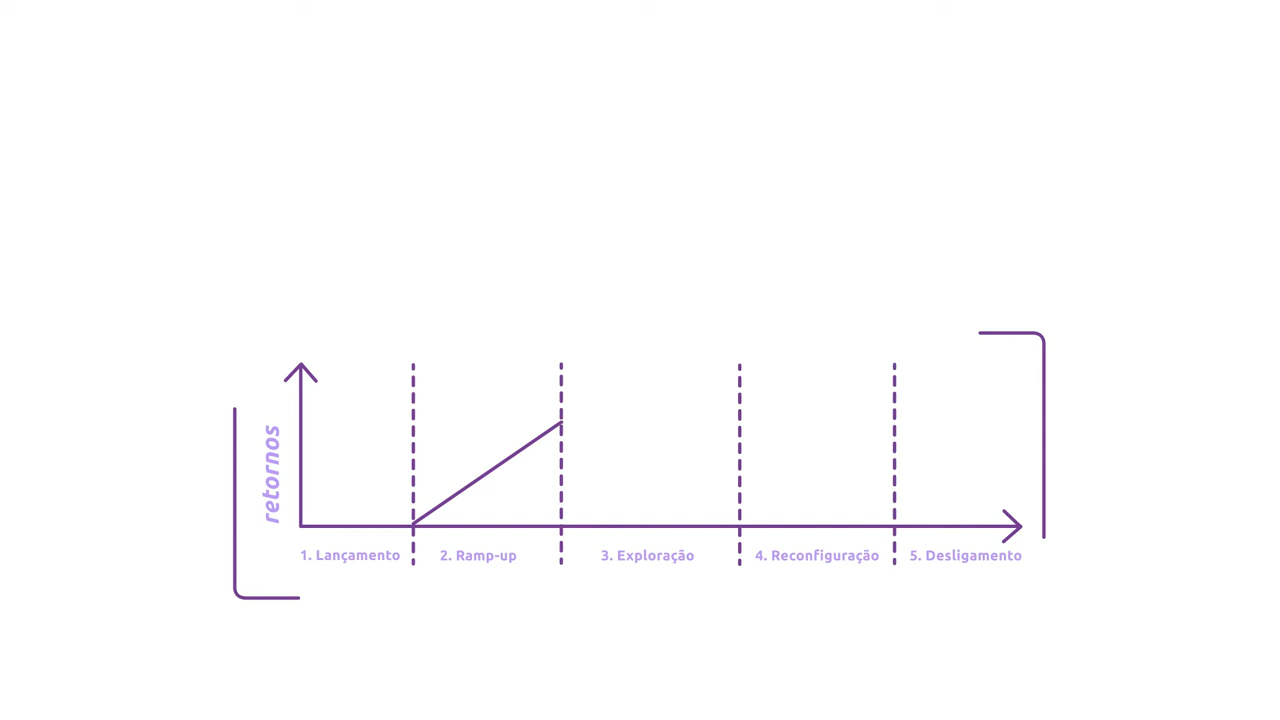 retornos
1. Lançamento
2. Ramp-up
3. Exploração
4. Reconfiguração
5. Desligamento